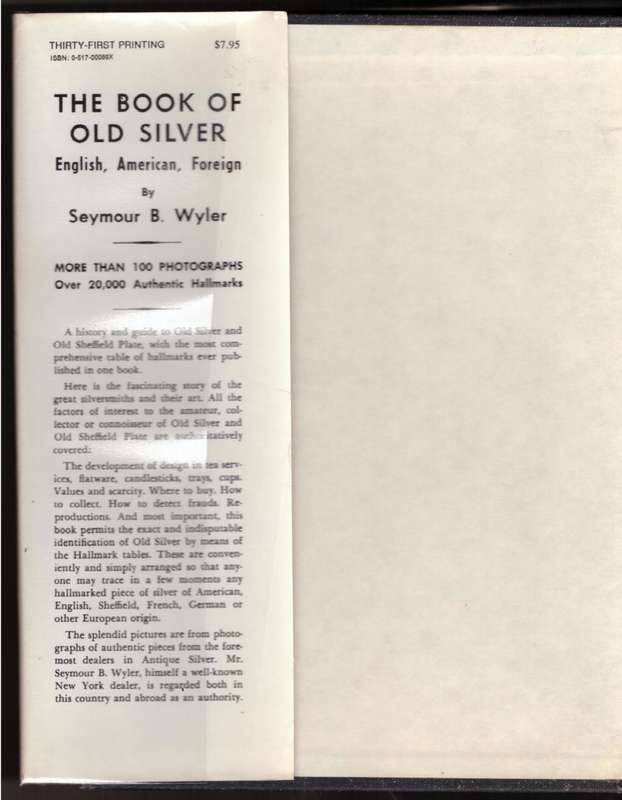 THIRTY-FIRST PRINTING $7.95
ISBN: 0-517-00089X
THE BOOK OF
OLD SILVER
English, American, Foreign
By
Seymour B. Wyler
MORE THAN 100 PHOTOGRAPHS
Over 20,000 Authentic Hallmarks
A history and guide to Old Silver and
Old Sheffield Plate, with the most com-
prehensive table of hallmarks ever pub-
lished in one book.
Here is the fascinating story of the
great silversmiths and their art. All the
factors of interest to the amateur, col-
lector or connoisseur of Old Silver and
Old Sheffield Plate are authoritatively
covered:
The development of design in tea serv-
ices, flatware, candlesticks, trays, cups.
Values and scarcity. Where to buy. How
to collect. How to detect frauds. Re-
productions. And most important, this
book permits the exact and indisputable
identification of Old Silver by means of
the Hallmark tables. These are conven-
iently and simply arranged so that any-
one may trace in a few moments any
hallmarked piece of silver of American,
English, Sheffield, French, German or
other European origin.
The splendid pictures are from photo-
graphs of authentic pieces from the fore-
most dealers in Antique Silver. Mr.
Seymour B. Wyler, himself a well-known
New York dealer, is regarded both in
this country and abroad as an authority.